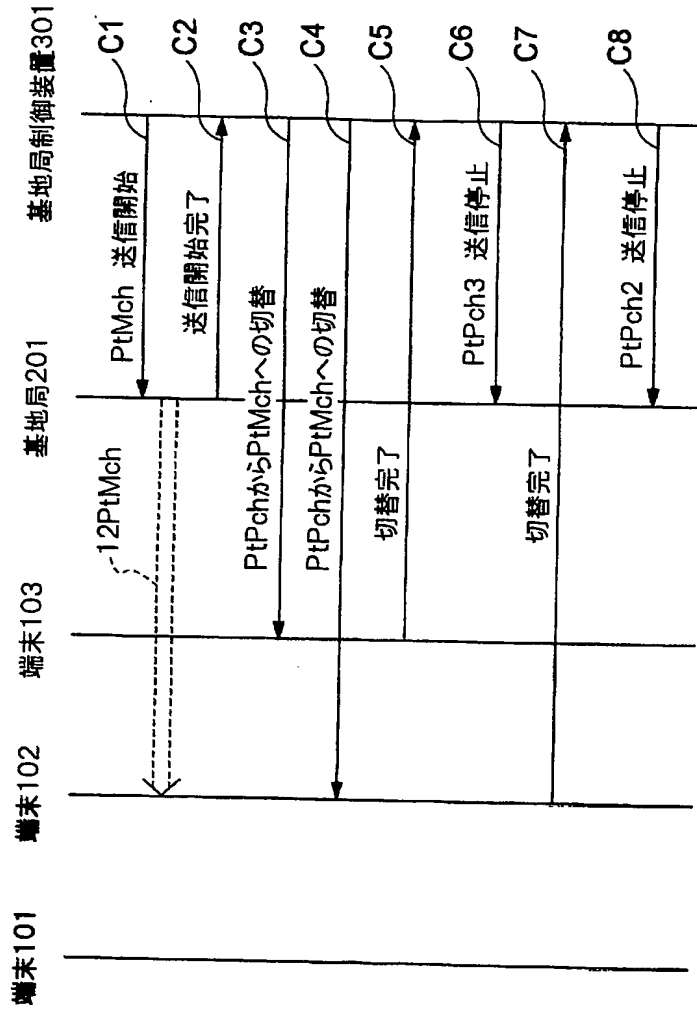 端末101
端末102
端末103
基地局201
基地局制御装置301
PtMch 送信開始
C1
12PtMch
送信開始完了
C2
PtPchからPtMchへの切替
C3
PtPchからPtMchへの切替
C4
切替完了
C5
PtPch3 送信停止
C6
切替完了
C7
PtPch2 送信停止
C8